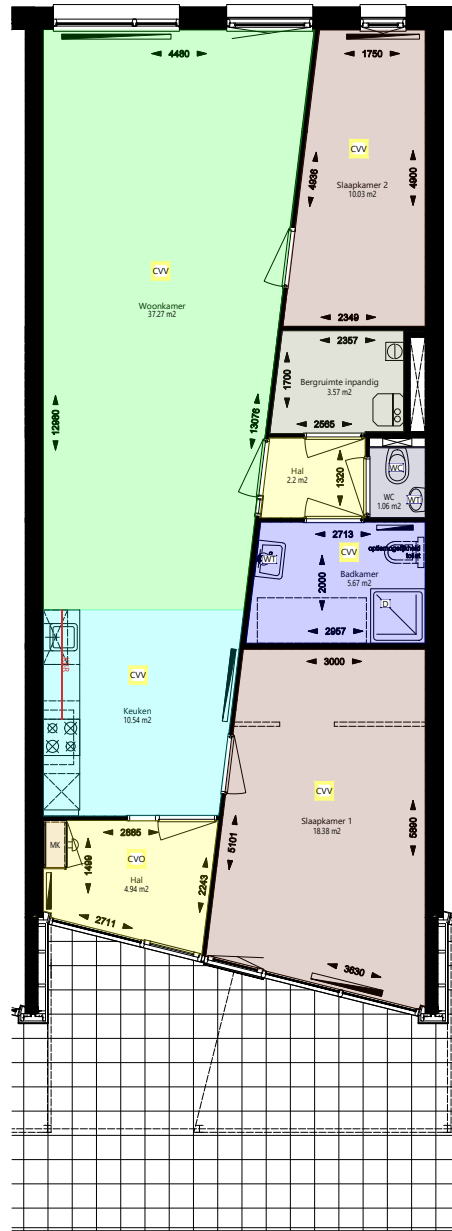 4480
1750
CVV
4936
Slaapkamer 2
10.03 m2
4900
CVV
Woonkamer
37.27 m2
2349
2357
1700
Bergruimte inpandig
3.57 m2
2565
12980
13076
Hal
2.2 m2
1320
WC
WC
1.06 m2
WT
2713
CVV
optiemogelijkheid
toilet
WT
Badkamer
5.67 m2
2000
D
2957
3000
CVV
Keuken
10.54 m2
CVV
Slaapkamer 1
18.38 m2
5101
5890
2885
MK
1499
CVO
Hal
4.94 m2
2243
2711
3630